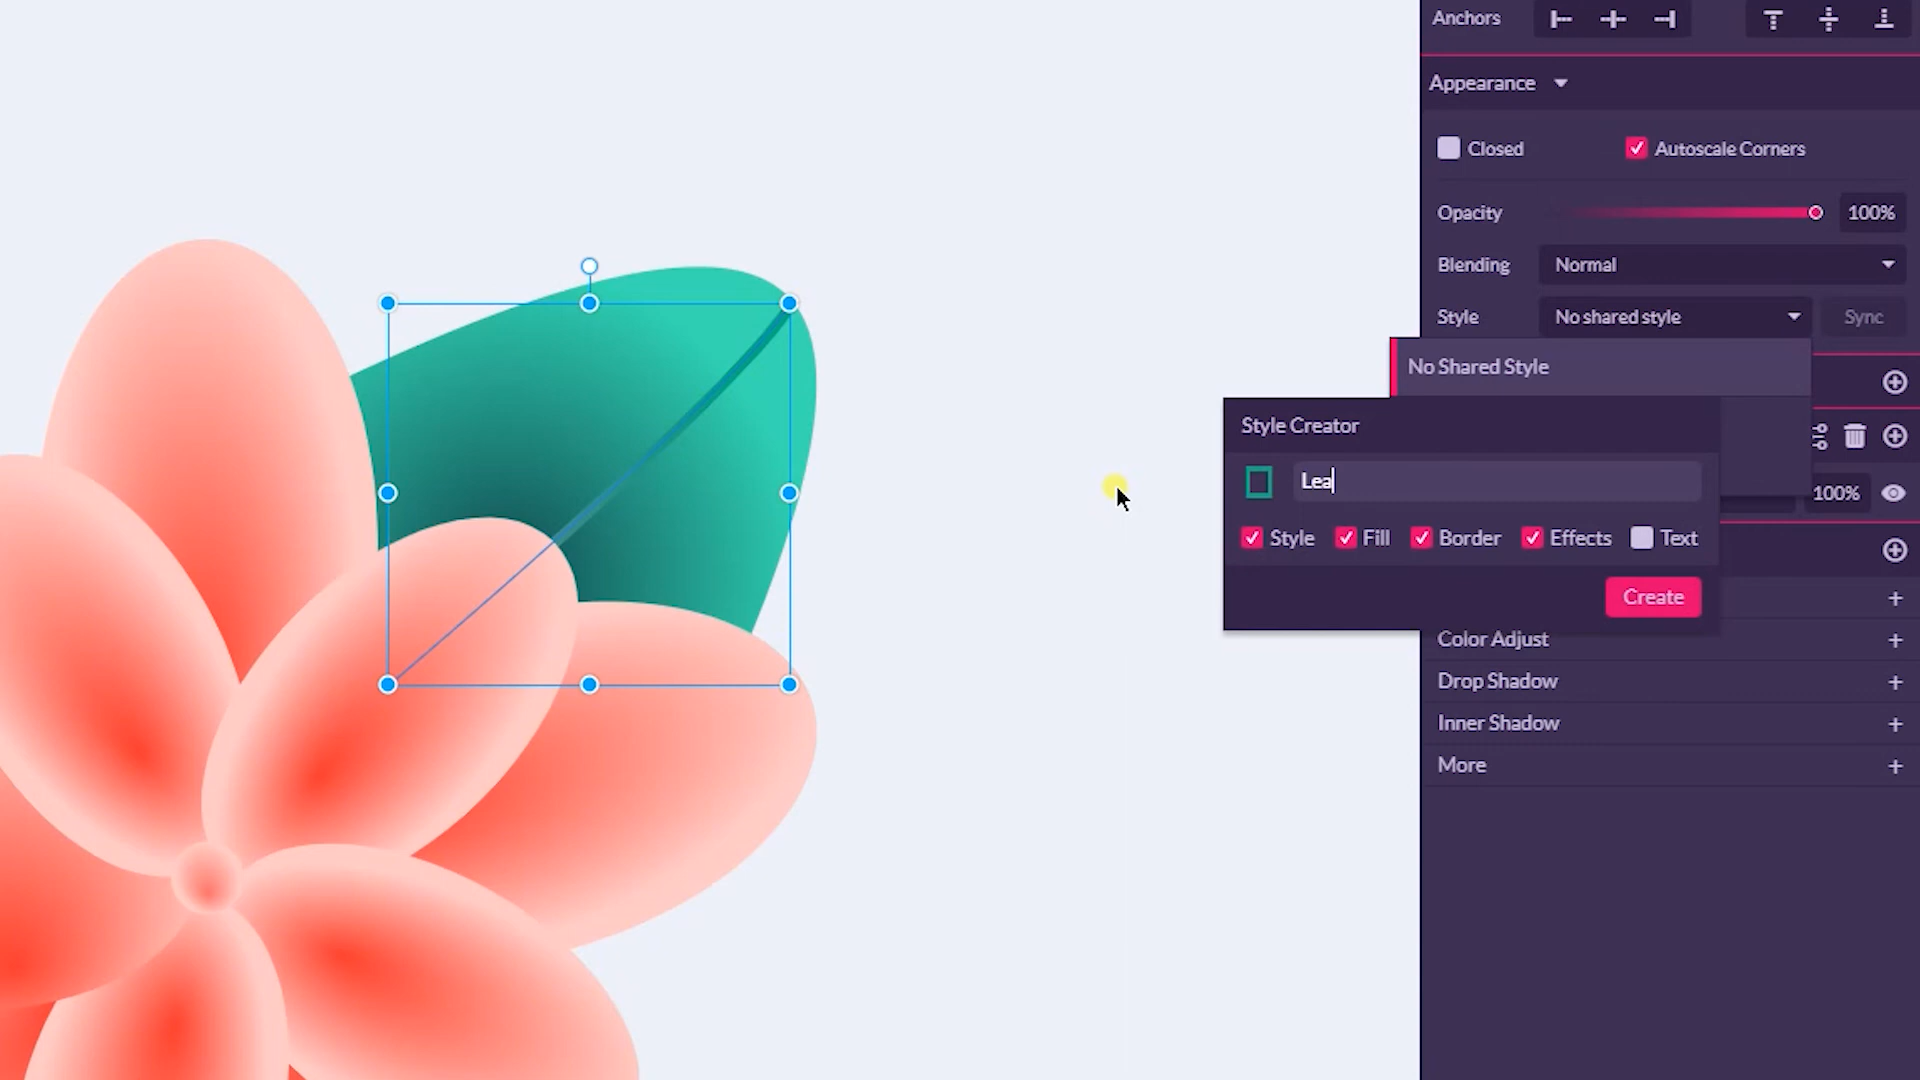 Anchors
Appearance
Closed
Autoscale Corners
Opacity
100%
Blending
Normal
Style
No shared style
Sync
No Shared Style
Style Creator
Lea
100%
Style
Fill
Border
Effects
Text
Create
Color Adjust
Drop Shadow
Inner Shadow
More